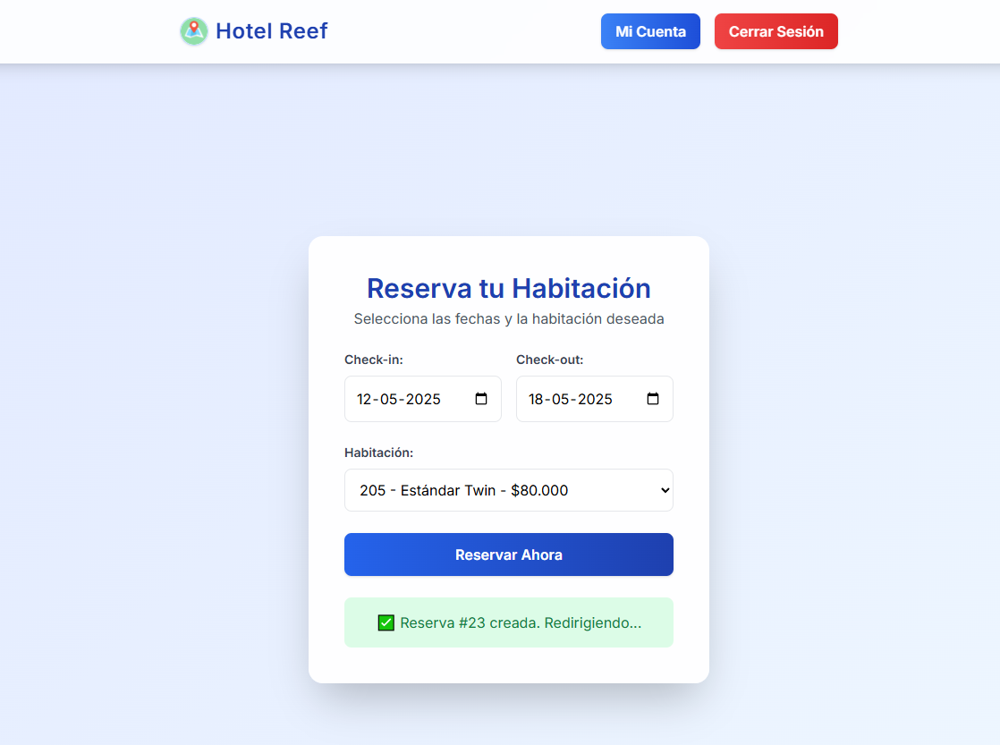 Hotel Reef
Mi Cuenta
Cerrar Sesión
Reserva tu Habitación
Selecciona las fechas y la habitación deseada
Check-in:
Check-out:
12-05-2025
18-05-2025
Habitación:
205 - Estándar Twin - $80.000
Reservar Ahora
✅ Reserva #23 creada. Redirigiendo...